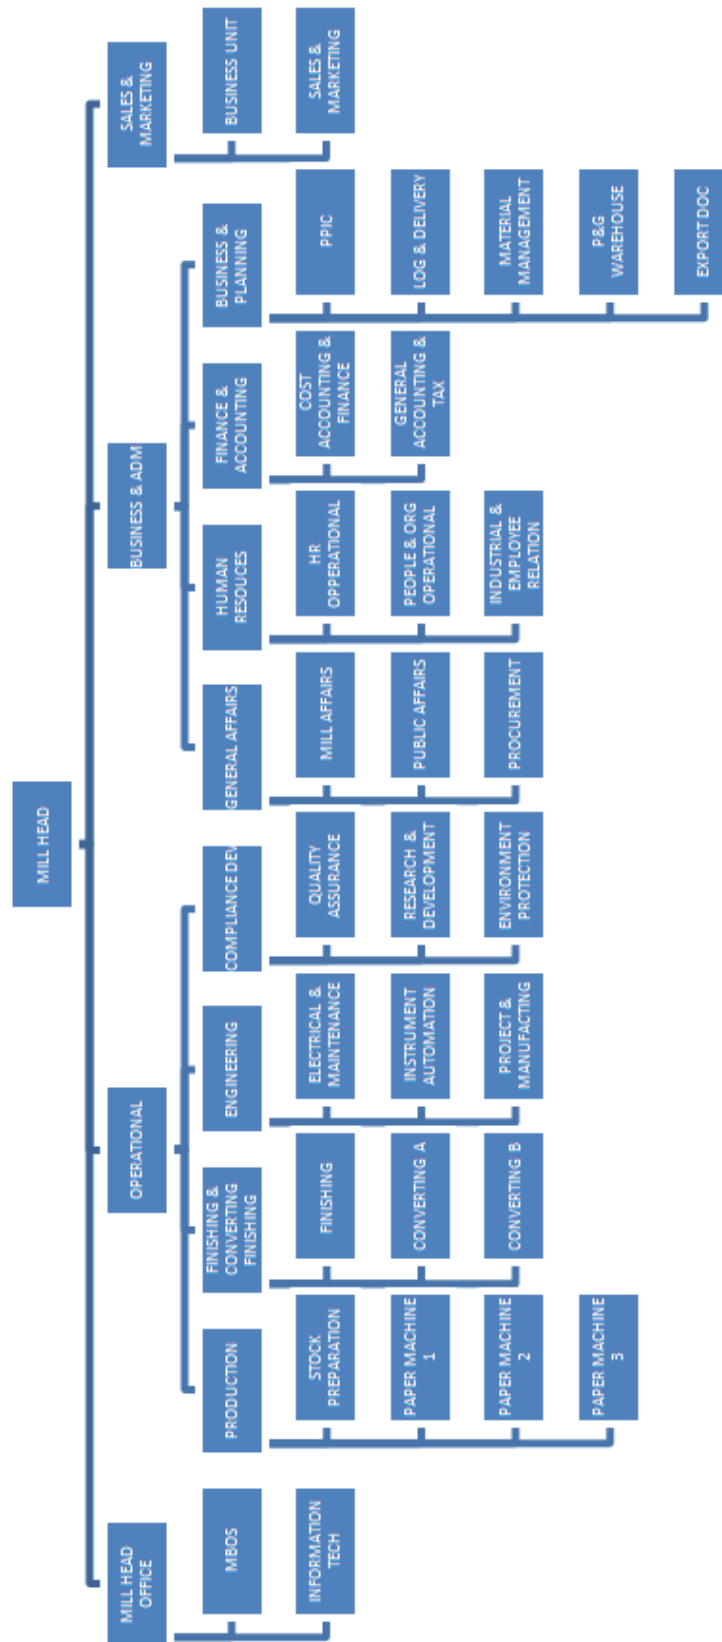 MILL HEAD
MILL HEAD
OFFICE
OPERATIONAL
BUSINESS & ADM
SALES &
MARKETING
MBOS
INFORMATION
TECH
PRODUCTION
FINISHING &
CONVERTING
FINISHING
ENGINEERING
COMPLIANCE DEV
GENERAL AFFAIRS
HUMAN
RESOUCES
FINANCE &
ACCOUNTING
BUSINESS &
PLANNING
BUSINESS UNIT
SALES &
MARKETING
STOCK
PREPARATION
PAPER MACHINE
1
PAPER MACHINE
2
PAPER MACHINE
3
FINISHING
CONVERTING A
CONVERTING B
ELECTRICAL &
MAINTENANCE
INSTRUMENT
AUTOMATION
PROJECT &
MANUFACTING
QUALITY
ASSURANCE
RESEARCH &
DEVELOPMENT
ENVIRONMENT
PROTECTION
MILL AFFAIRS
PUBLIC AFFAIRS
PROCUREMENT
HR
OPPERATIONAL
PEOPLE & ORG
OPERATIONAL
INDUSTRIAL &
EMPLOYEE
RELATION
COST
ACCOUNTING &
FINANCE
GENERAL
ACCOUNTING &
TAX
PPIC
LOG & DELIVERY
MATERIAL
MANAGEMENT
P&G
WAREHOUSE
EXPORT DOC